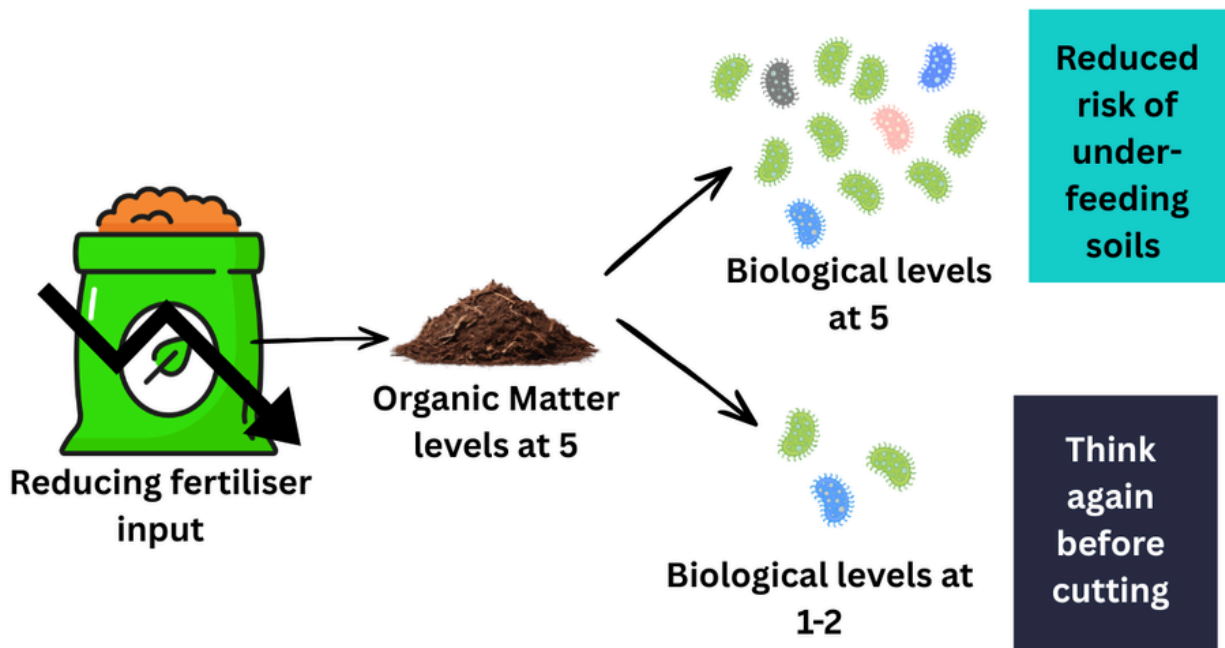 Reducing fertiliser
input
Organic Matter
levels at 5
Biological levels
at 5
Reduced
risk of
under-
feeding
soils
Biological levels at
1-2
Think
again
before
cutting